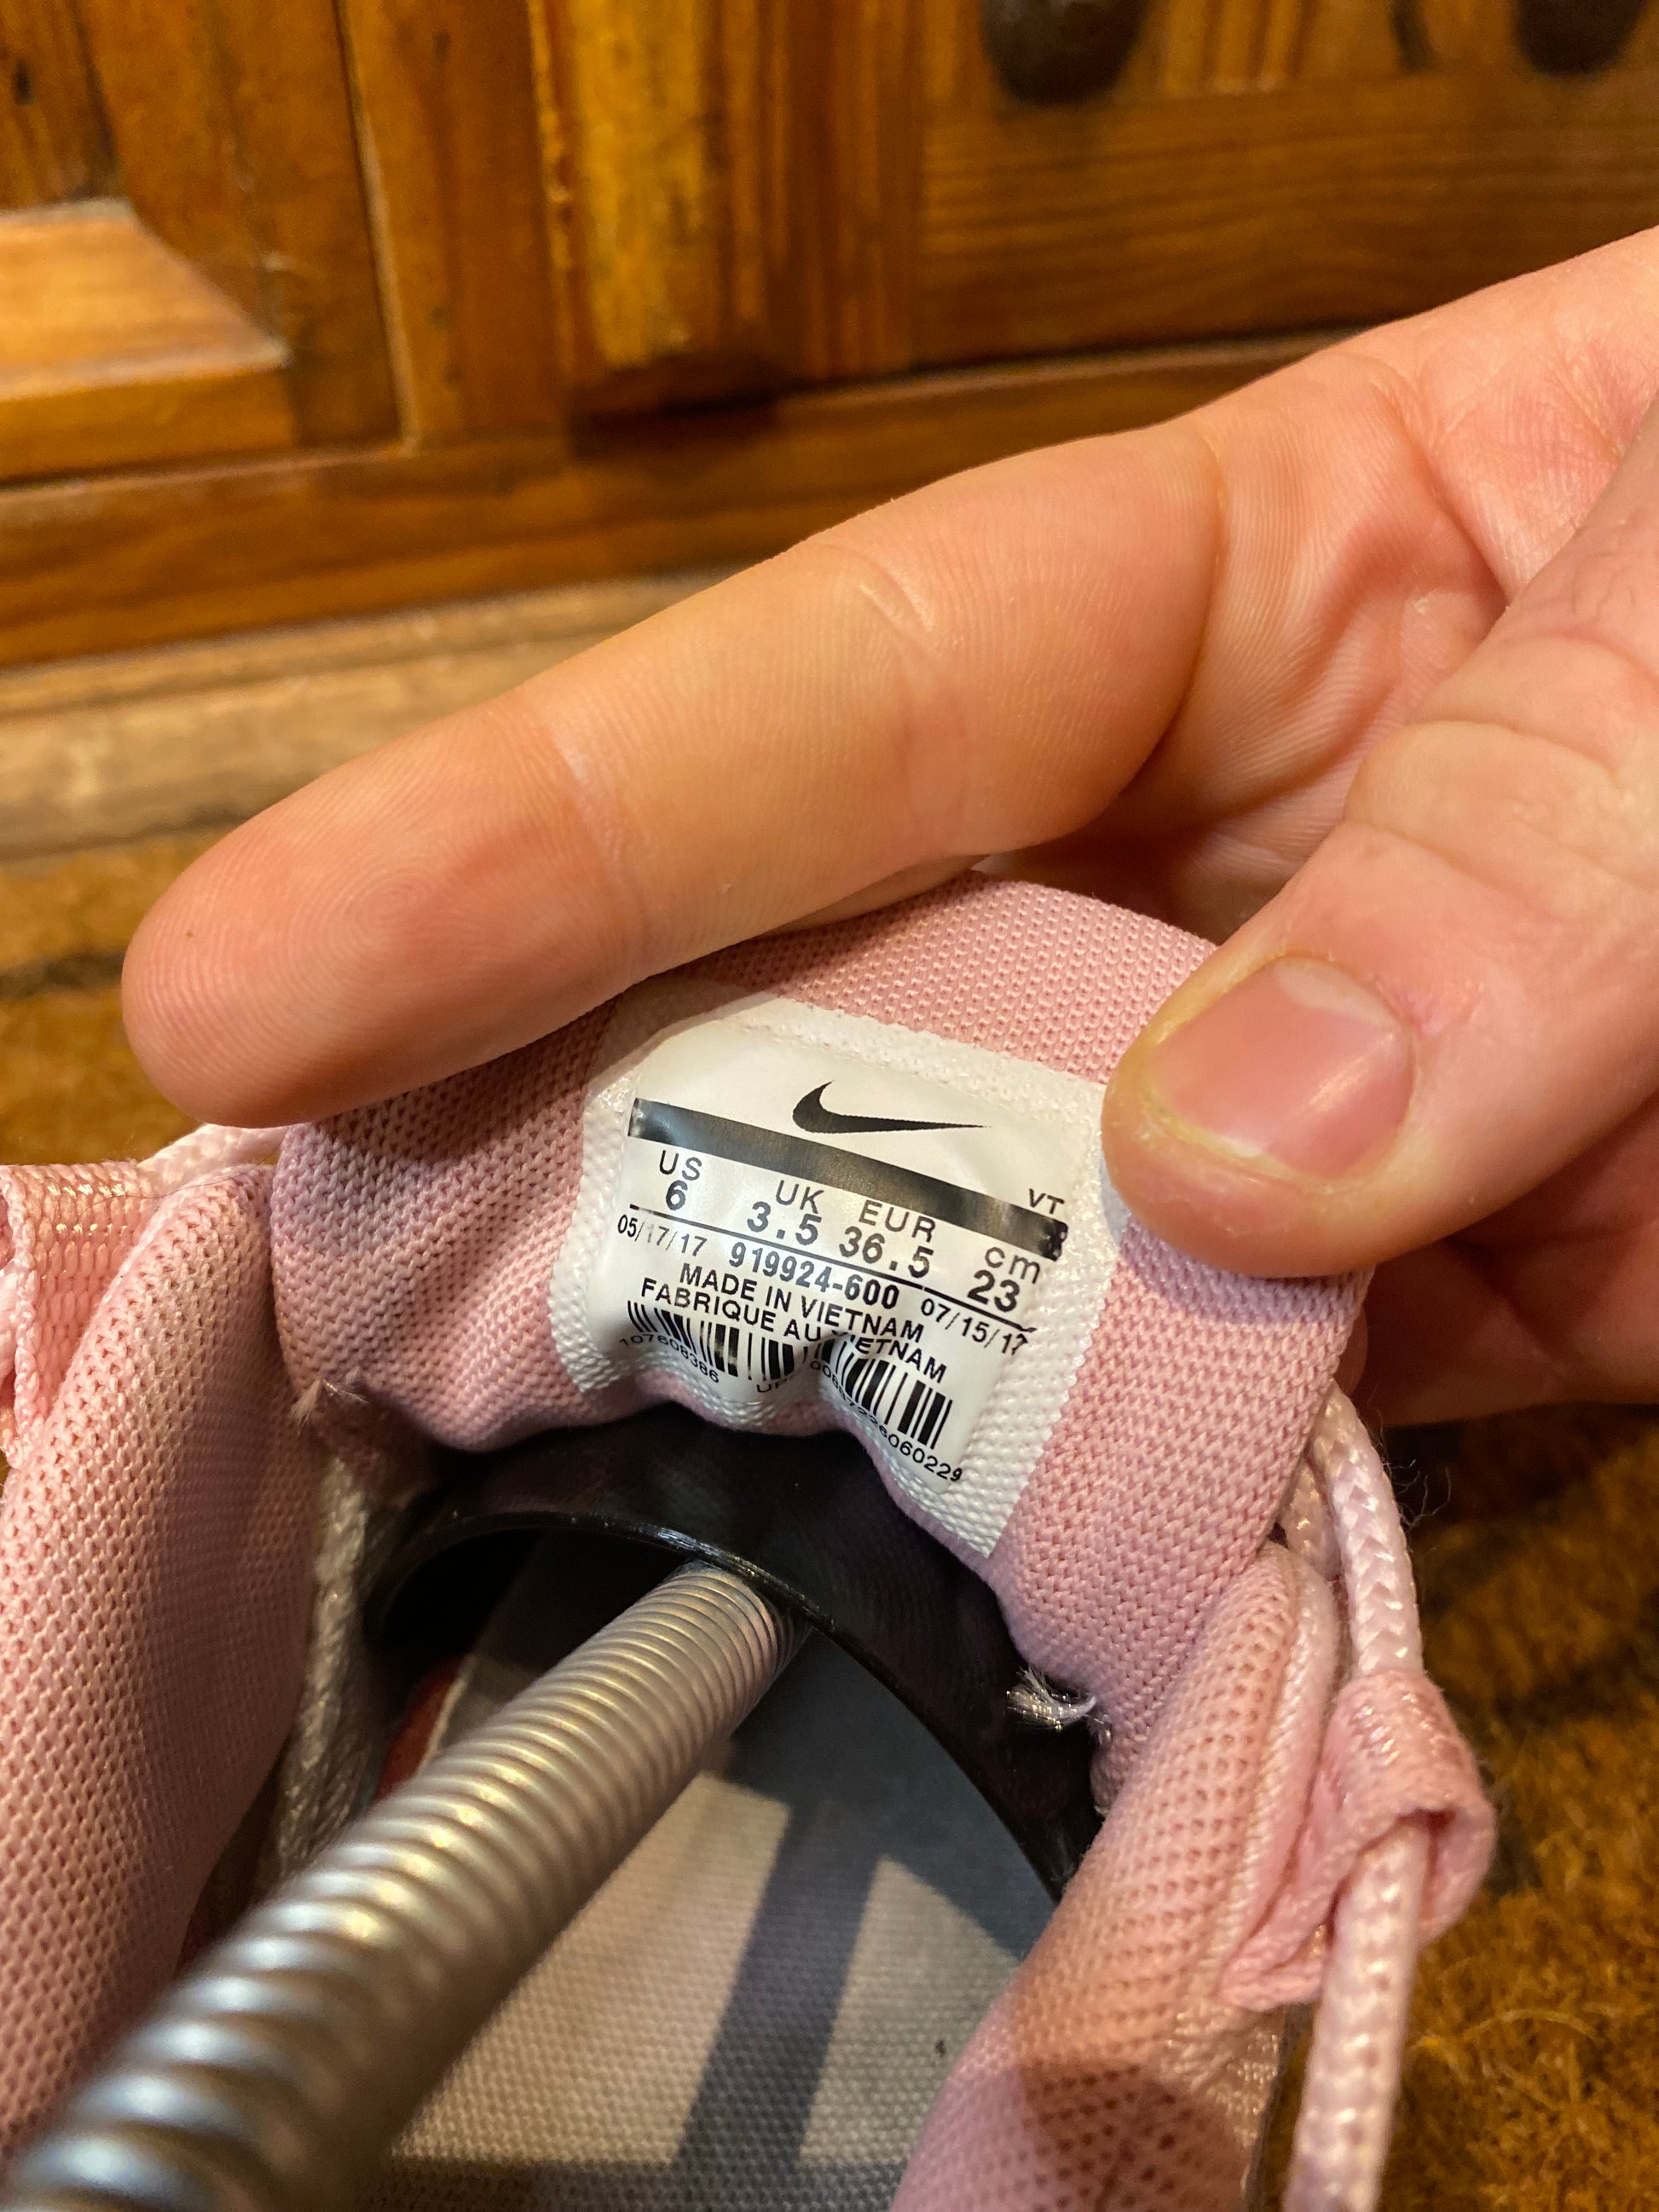 VT
US UK EUR cm
6 3.5 36.5 23
05/17/17 919924-600 07/15/17
MADE IN VIETNAM
FABRIQUE AU VIETNAM